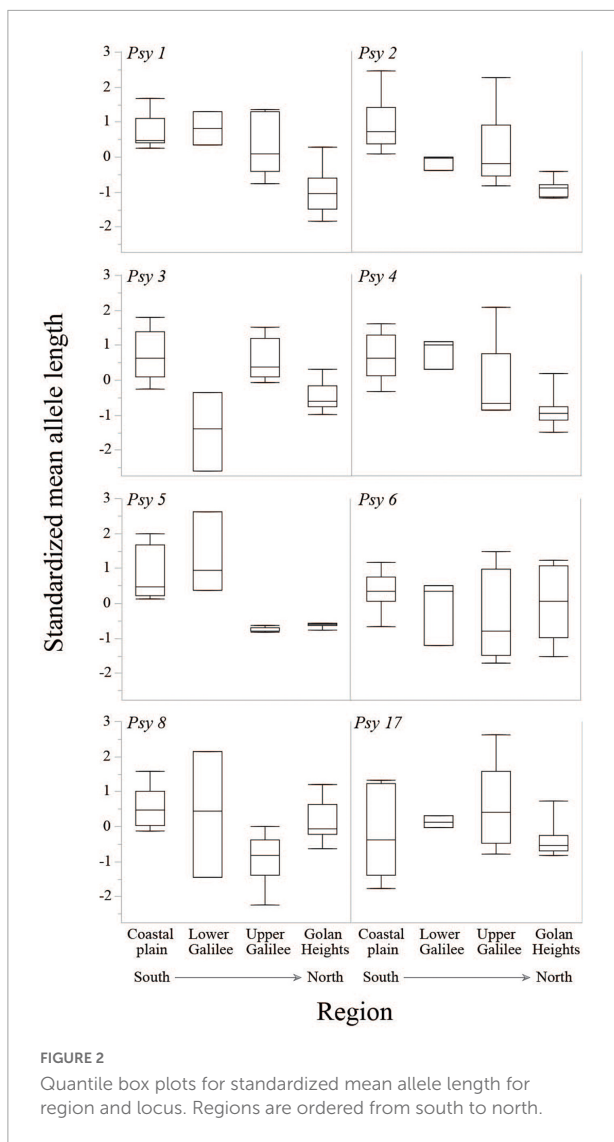 Psy 1
Psy 2
3
2
1
0
-1
-2
Psy 3
Psy 4
3
2
1
0
-1
-2
Psy 5
Psy 6
3
2
1
0
-1
-2
Psy 8
Psy 17
3
2
1
0
-1
-2
Standardized mean allele length
Coastal plain
Lower Galilee
Upper Galilee
Golan Heights
Coastal plain
Lower Galilee
Upper Galilee
Golan Heights
South
North
South
North
Region
FIGURE 2
Quantile box plots for standardized mean allele length for
region and locus. Regions are ordered from south to north.